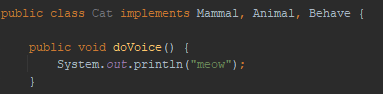 public class Cat implements Mammal, Animal, Behave {
public void doVoice() {
System.out.println("meow");
}